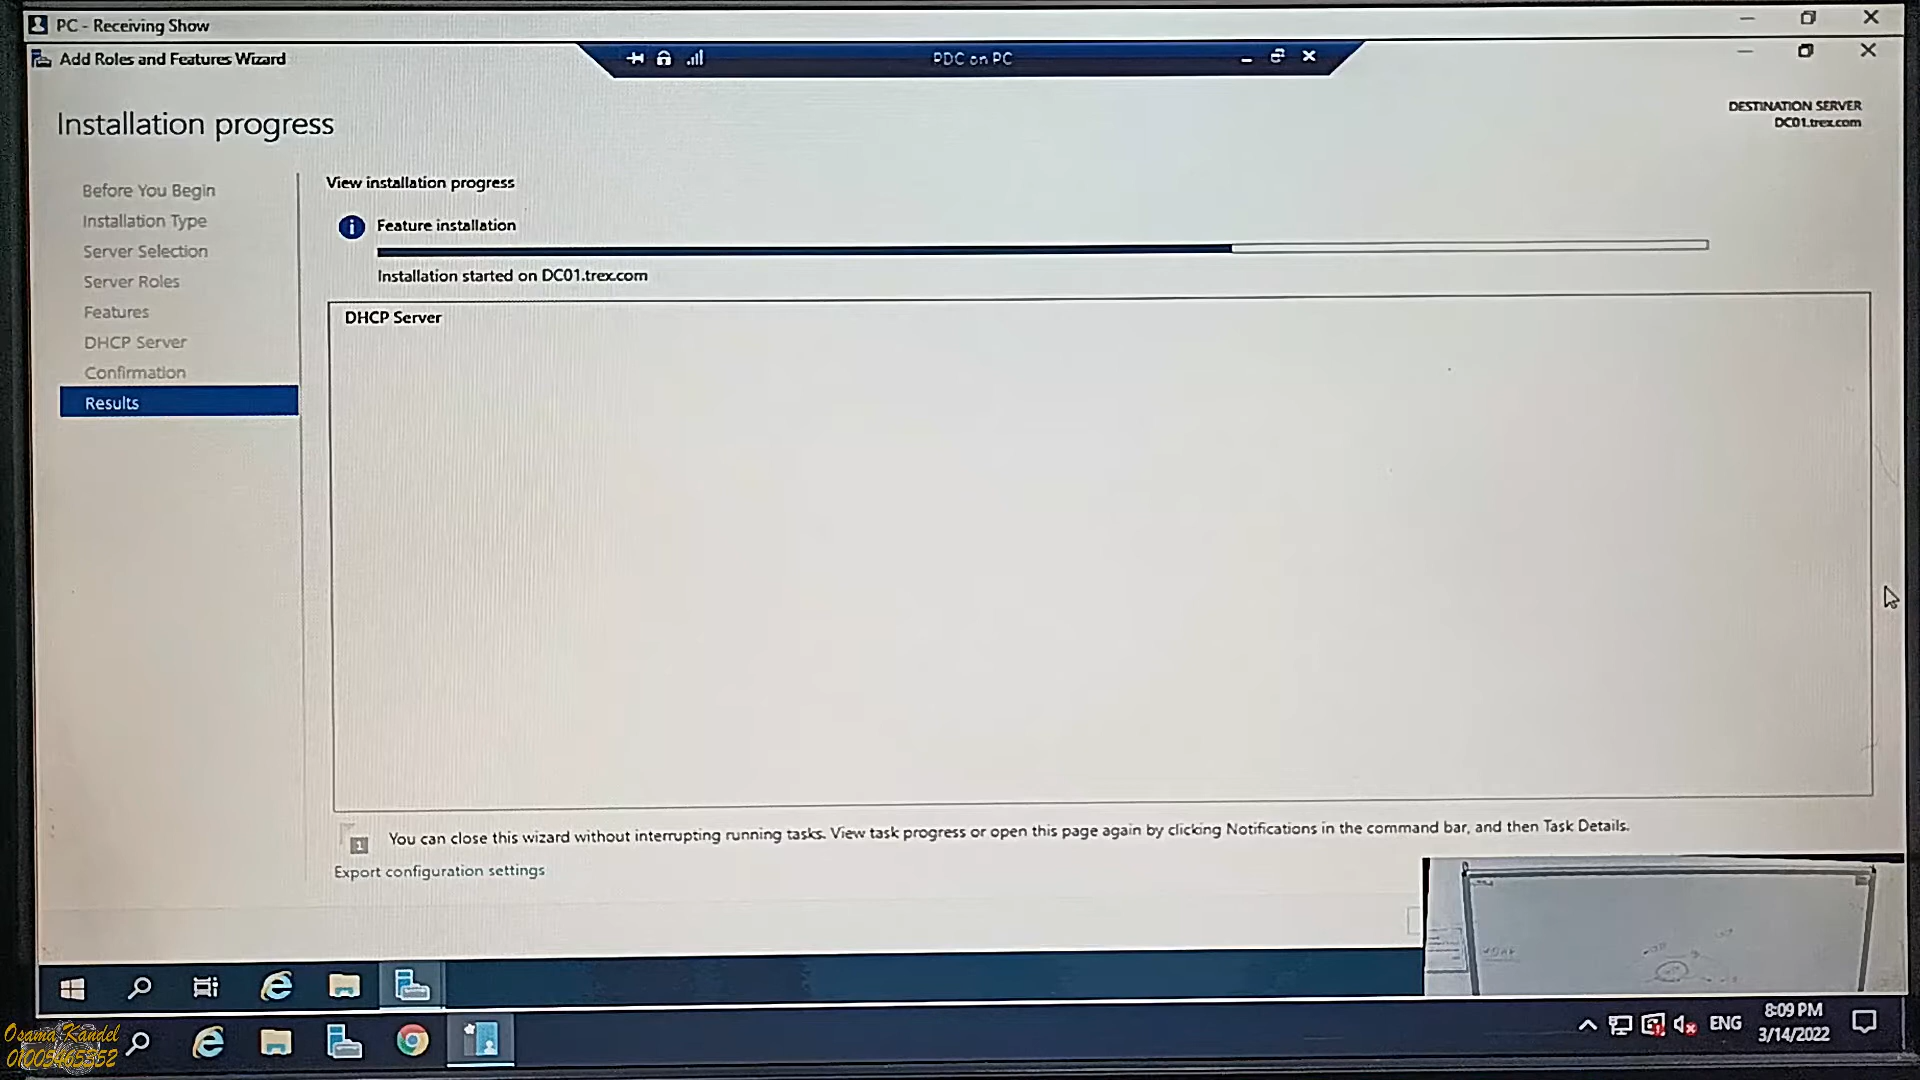 PC - Receiving Show
Add Roles and Features Wizard
PDC on PC
Installation progress
DESTINATION SERVER
DC01.trex.com
Before You Begin
Installation Type
Server Selection
Server Roles
Features
DHCP Server
Confirmation
Results
View installation progress
Feature installation
Installation started on DC01.trex.com
DHCP Server
You can close this wizard without interrupting running tasks. View task progress or open this page again by clicking Notifications in the command bar, and then Task Details.
Export configuration settings
ENG
8:09 PM
3/14/2022
Osama Kandel
01005465352